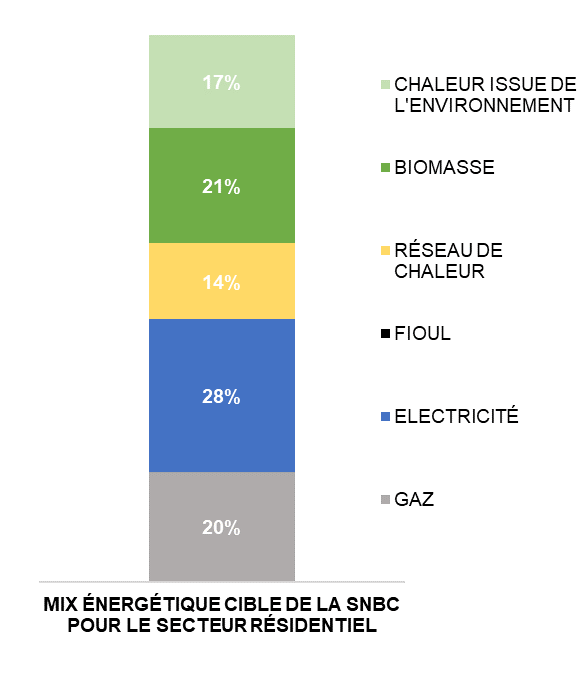 17%
21%
14%
28%
20%
CHALEUR ISSUE DE
L'ENVIRONNEMENT
BIOMASSE
RÉSEAU DE
CHALEUR
FIOUL
ELECTRICITÉ
GAZ
MIX ÉNERGÉTIQUE CIBLE DE LA SNBC
POUR LE SECTEUR RÉSIDENTIEL